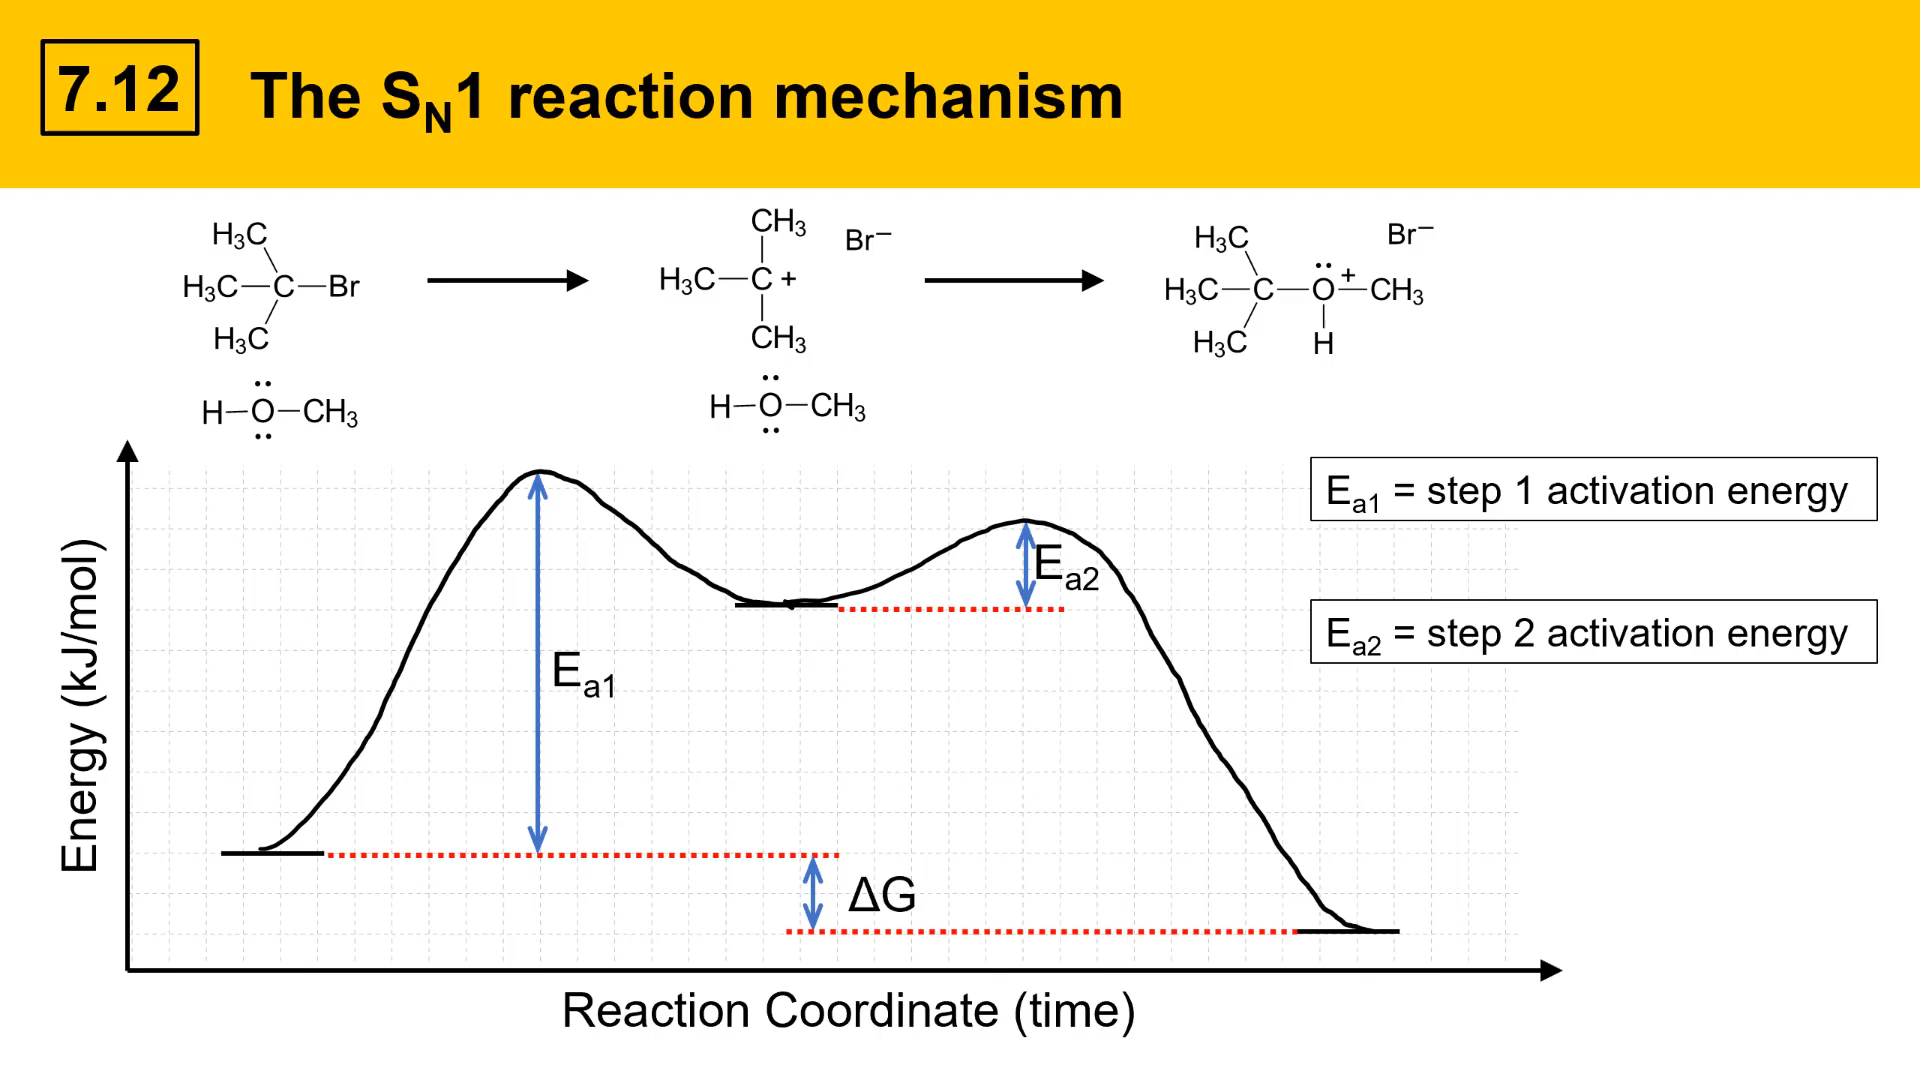 7.12
The SN1 reaction mechanism
H₃C
H₃C—C—Br
H₃C
H—O—CH₃
CH₃
Br⁻
H₃C—C+
CH₃
H—O—CH₃
Br⁻
H₃C
H₃C—C—O⁺—CH₃
H₃C
H
Ea1 = step 1 activation energy
Ea2
Ea2 = step 2 activation energy
Ea1
ΔG
Energy (kJ/mol)
Reaction Coordinate (time)